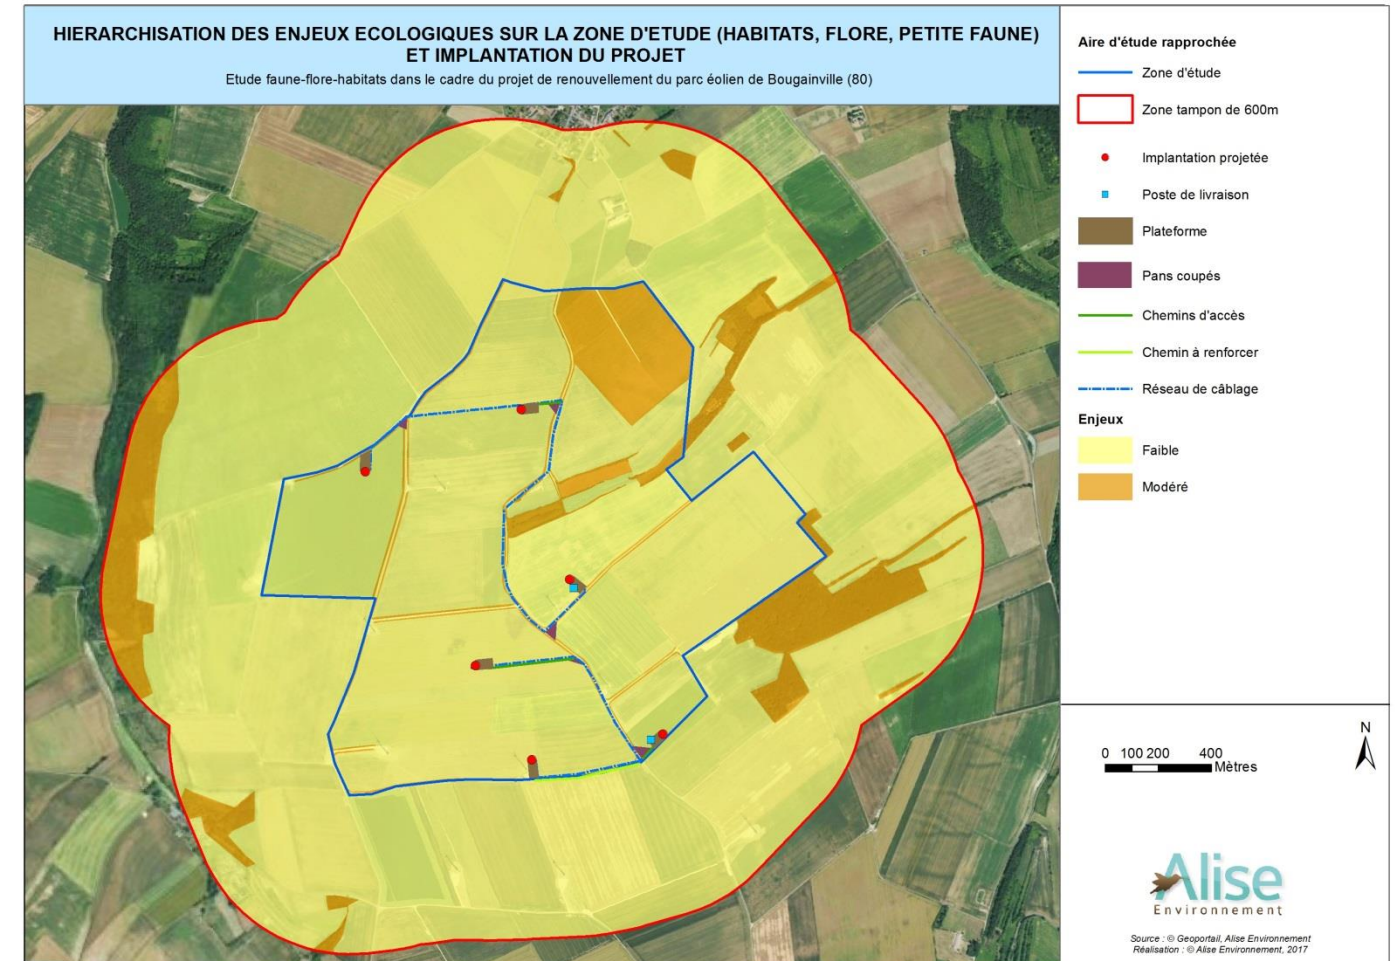 HIERARCHISATION DES ENJEUX ECOLOGIQUES SUR LA ZONE D'ETUDE (HABITATS, FLORE, PETITE FAUNE)
ET IMPLANTATION DU PROJET
Etude faune-flore-habitats dans le cadre du projet de renouvellement du parc éolien de Bougainville (80)
Aire d'étude rapprochée
Zone d'étude
Zone tampon de 600m
Implantation projetée
Poste de livraison
Plateforme
Pans coupés
Chemins d'accès
Chemin à renforcer
Réseau de câblage
Enjeux
Faible
Modéré
N
0 100 200 400
Mètres
Alise
Environnement
Source : © Geoportail, Alise Environnement
Réalisation : © Alise Environnement, 2017